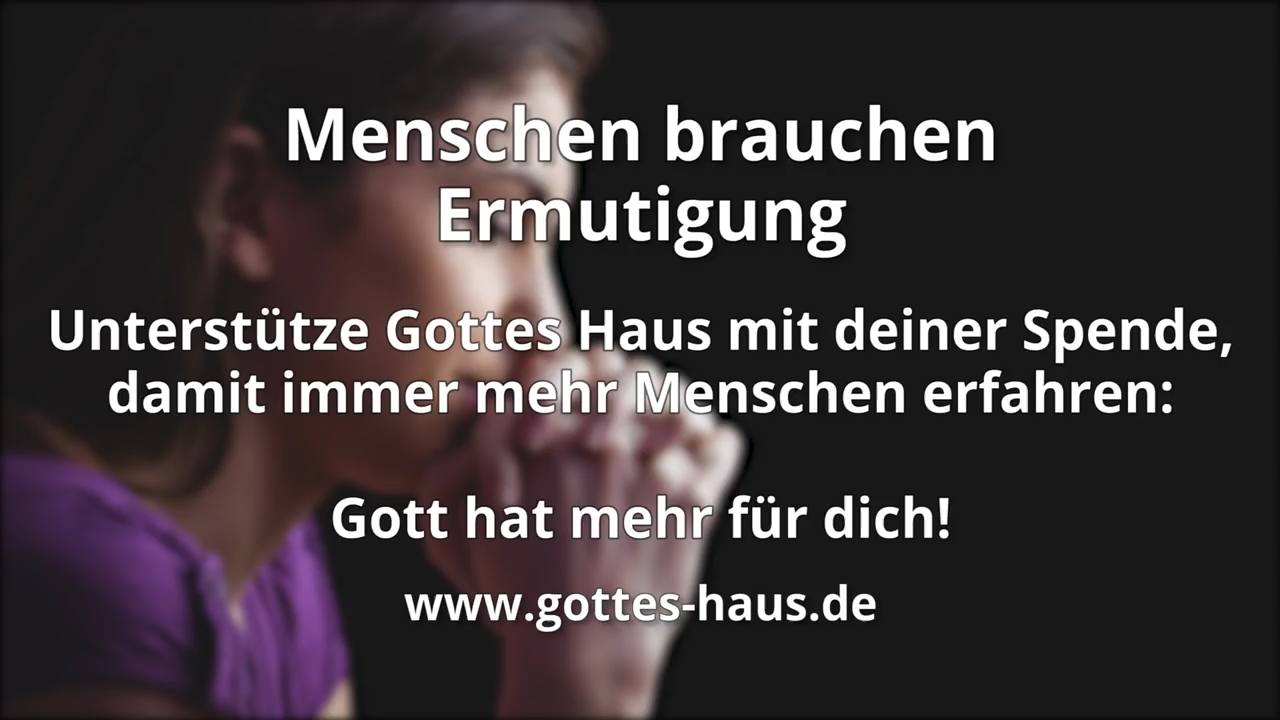 Menschen brauchen
Ermutigung
Unterstütze Gottes Haus mit deiner Spende,
damit immer mehr Menschen erfahren:
Gott hat mehr für dich!
www.gottes-haus.de